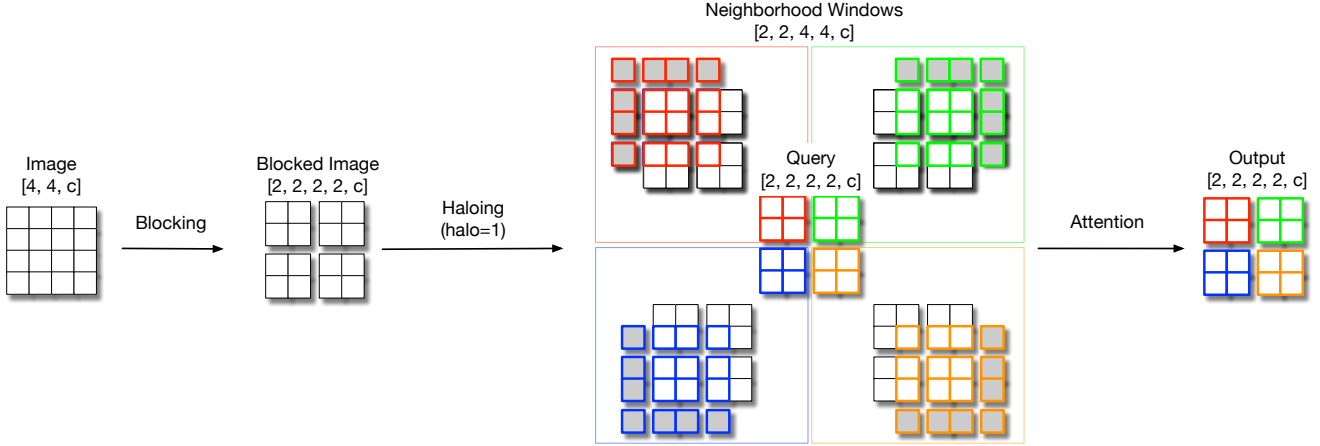 Neighborhood Windows
[2, 2, 4, 4, c]
Image
[4, 4, c]
Blocking
Blocked Image
[2, 2, 2, 2, c]
Haloing
(halo=1)
Query
[2, 2, 2, 2, c]
Attention
Output
[2, 2, 2, 2, c]